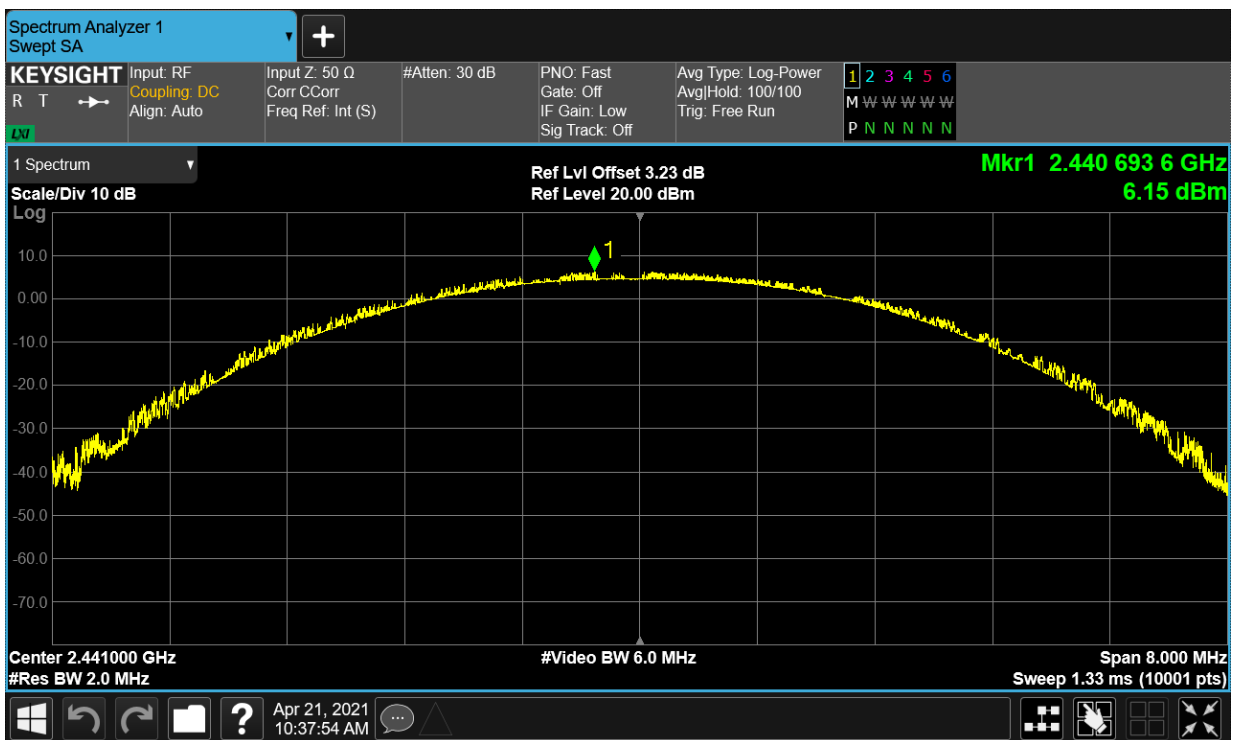 Spectrum Analyzer 1
Swept SA
KEYSIGHT
R T
LXI
Input: RF
Coupling: DC
Align: Auto
Input Z: 50 Ω
Corr CCorr
Freq Ref: Int (S)
#Atten: 30 dB
PNO: Fast
Gate: Off
IF Gain: Low
Sig Track: Off
Avg Type: Log-Power
Avg|Hold: 100/100
Trig: Free Run
1 2 3 4 5 6
M W W W W W
P N N N N N
1 Spectrum
Scale/Div 10 dB
Ref Lvl Offset 3.23 dB
Ref Level 20.00 dBm
Mkr1 2.440 693 6 GHz
6.15 dBm
Log
1
10.0
0.00
-10.0
-20.0
-30.0
-40.0
-50.0
-60.0
-70.0
Center 2.441000 GHz
#Res BW 2.0 MHz
#Video BW 6.0 MHz
Span 8.000 MHz
Sweep 1.33 ms (10001 pts)
Apr 21, 2021
10:37:54 AM